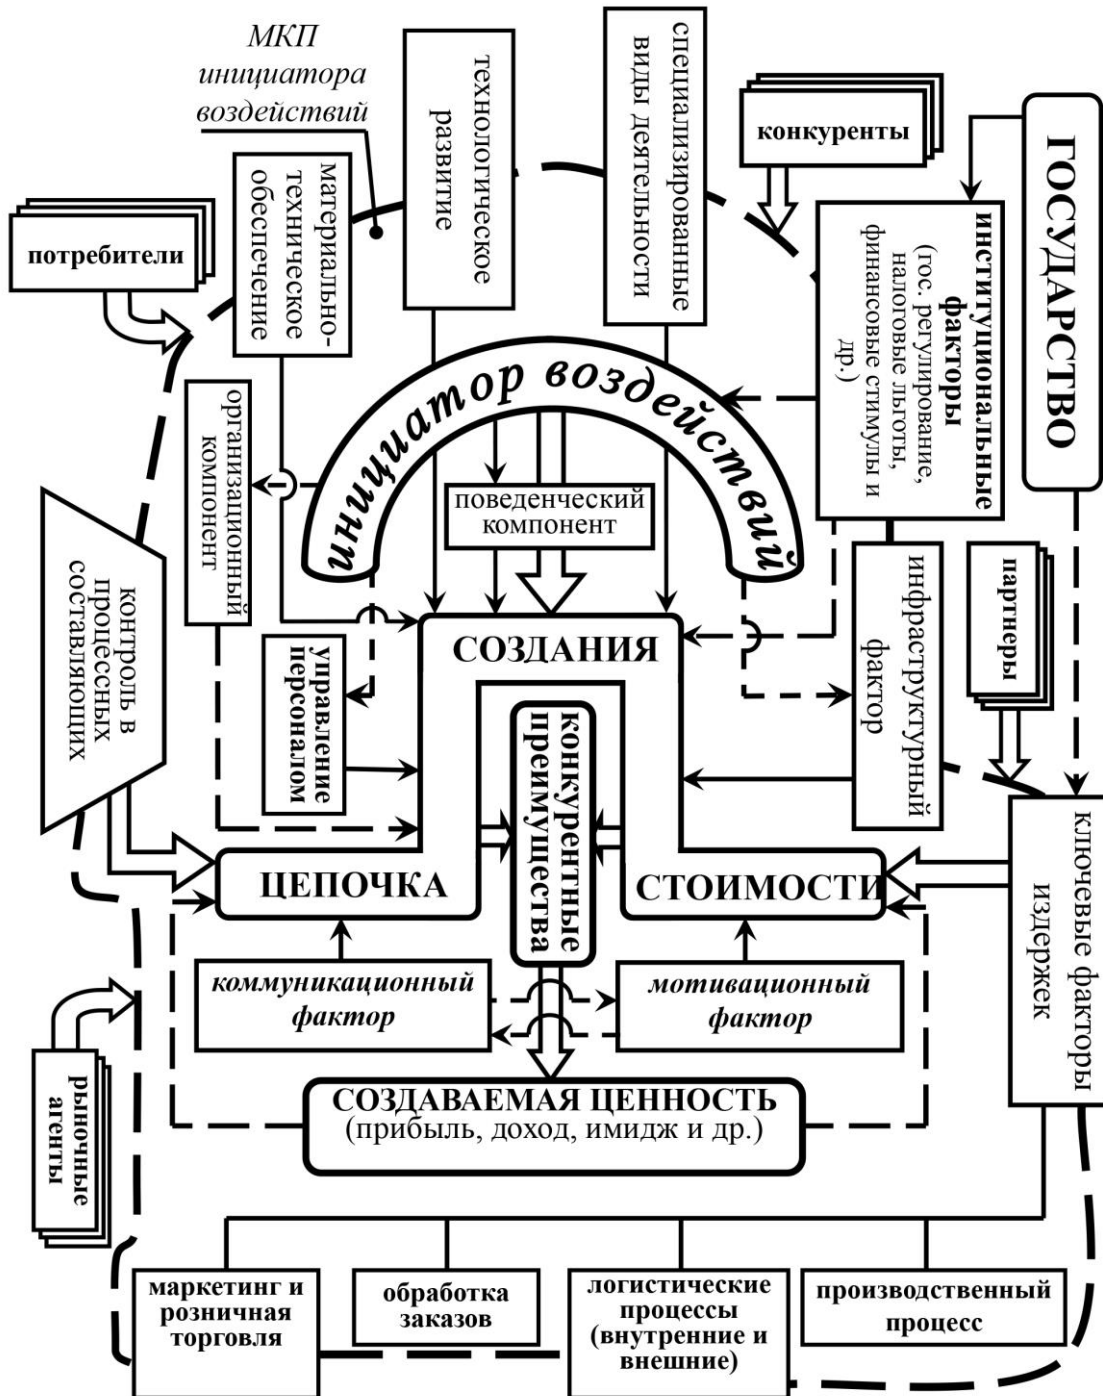 МКП
инициатора
воздействий
технологическое
развитие
специализированные
виды деятельности
конкуренты
ГОСУДАРСТВО
материально-
техническое
обеспечение
потребители
институциональные
факторы
(гос. регулирование,
налоговые льготы,
финансовые стимулы и
др.)
инициатор воздействий
организационный
компонент
поведенческий
компонент
контроль в
процессных
составляющих
инфраструктурный
фактор
партнеры
СОЗДАНИЯ
управление
персоналом
конкурентные
преимущества
ключевые факторы
издержек
ЦЕПОЧКА
СТОИМОСТИ
коммуникационный
фактор
мотивационный
фактор
рыночные
агенты
СОЗДАВАЕМАЯ ЦЕННОСТЬ
(прибыль, доход, имидж и др.)
маркетинг и
розничная
торговля
обработка
заказов
логистические
процессы
(внутренние и
внешние)
производственный
процесс